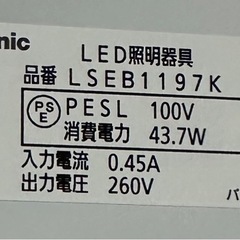 nic
LED照明器具
品番 LSEB1197K
PSE PESL 100V
消費電力 43.7W
入力電流 0.45A
出力電圧 260V
バ